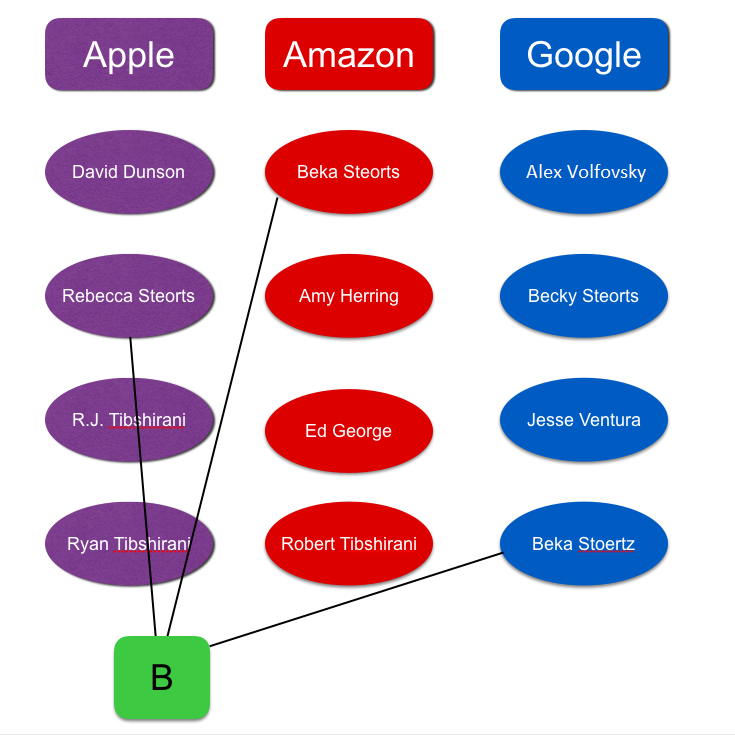 Apple
Amazon
Google
David Dunson
Beka Steorts
Alex Volfovsky
Rebecca Steorts
Amy Herring
Becky Steorts
R.J. Tibshirani
Ed George
Jesse Ventura
Ryan Tibshirani
Robert Tibshirani
Beka Stoertz
B